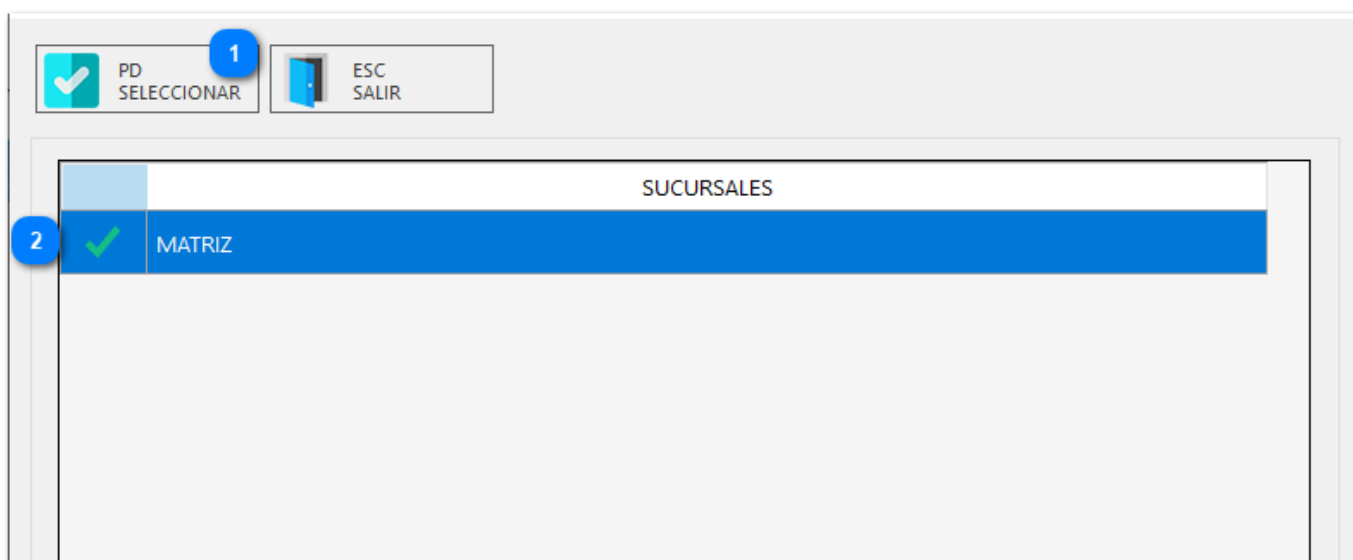 1
PD
SELECCIONAR
ESC
SALIR
SUCURSALES
2
MATRIZ